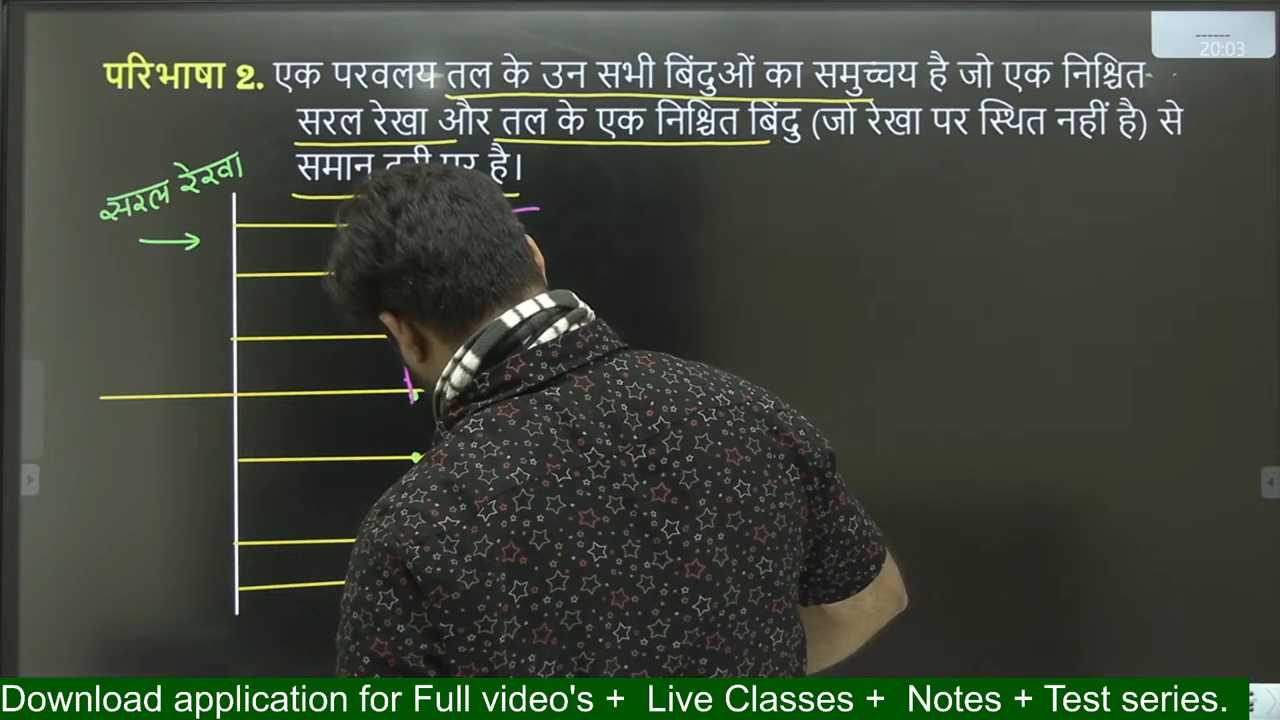 20:03
परिभाषा 2. एक परवलय तल के उन सभी बिंदुओं का समुच्चय है जो एक निश्चित
सरल रेखा और तल के एक निश्चित बिंदु (जो रेखा पर स्थित नहीं है) से
समान दूरी पर है।
सरल रेखा
Download application for Full video's + Live Classes + Notes + Test series.